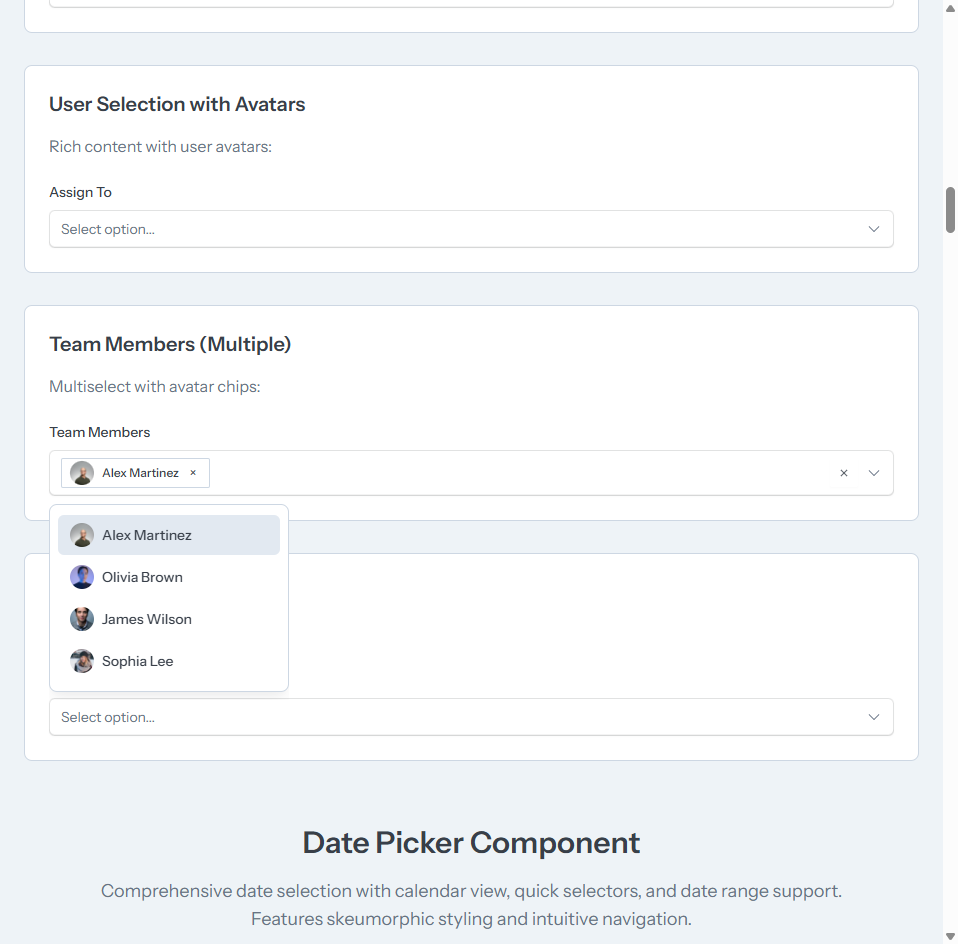 User Selection with Avatars
Rich content with user avatars:
Assign To
Select option...
Team Members (Multiple)
Multiselect with avatar chips:
Team Members
Alex Martinez ×
×
Alex Martinez
Olivia Brown
James Wilson
Sophia Lee
Select option...
Date Picker Component
Comprehensive date selection with calendar view, quick selectors, and date range support.
Features skeumorphic styling and intuitive navigation.